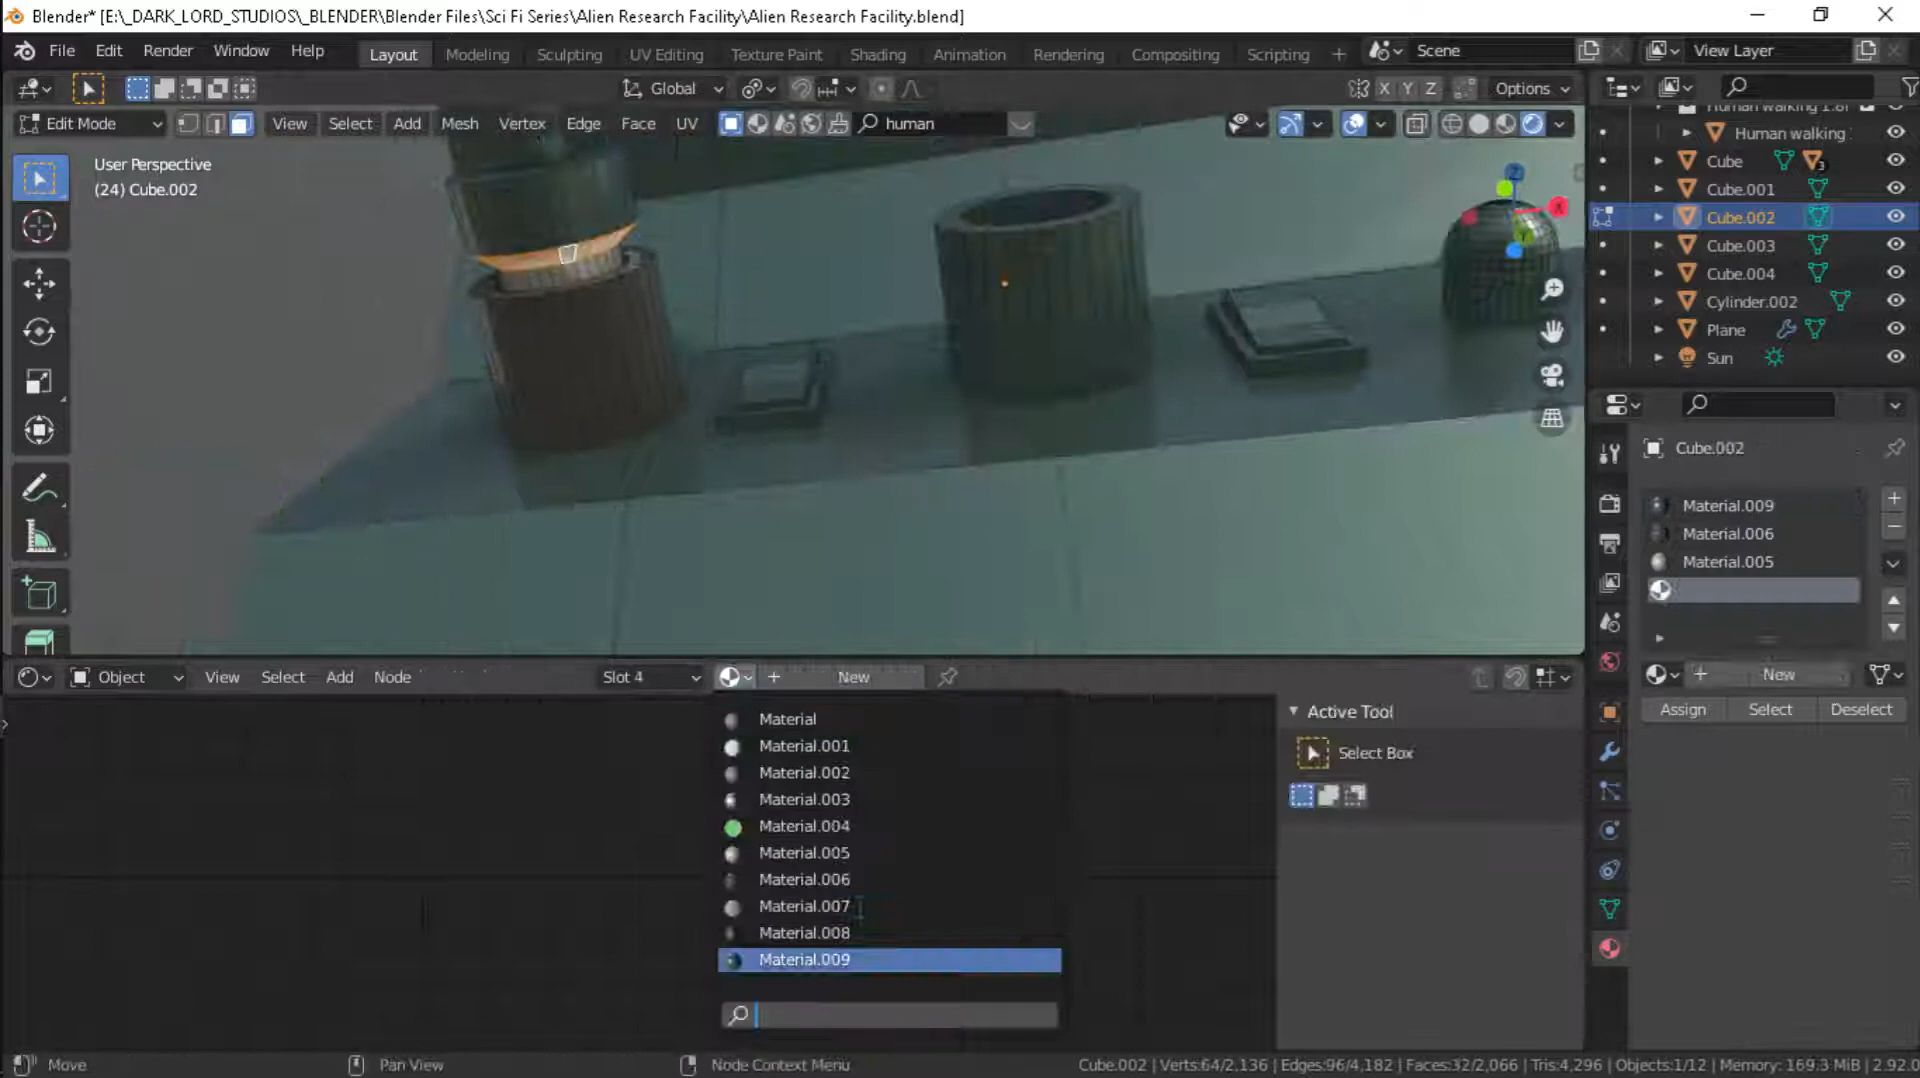 Blender* [E:\_DARK_LORD_STUDIOS\_BLENDER\Blender Files\Sci Fi Series\Alien Research Facility\Alien Research Facility.blend]
File Edit Render Window Help Layout Modeling Sculpting UV Editing Texture Paint Shading Animation Rendering Compositing Scripting + Scene View Layer
Global X Y Z Options
Edit Mode View Select Add Mesh Vertex Edge Face UV human
User Perspective
(24) Cube.002
Z
X
Y
Human walking 1.8f
Human walking
Cube 3
Cube.001
Cube.002
Cube.003
Cube.004
Cylinder.002
Plane
Sun
Cube.002
Material.009
Material.006
Material.005
+ New
Assign Select Deselect
Object View Select Add Node Slot 4 + New
Material
Material.001
Material.002
Material.003
Material.004
Material.005
Material.006
Material.007
Material.008
Material.009
Active Tool
Select Box
Move Pan View Node Context Menu Cube.002 | Verts:64/2,136 | Edges:96/4,182 | Faces:32/2,066 | Tris:4,296 | Objects:1/12 | Memory: 169.3 MiB | 2.92.0